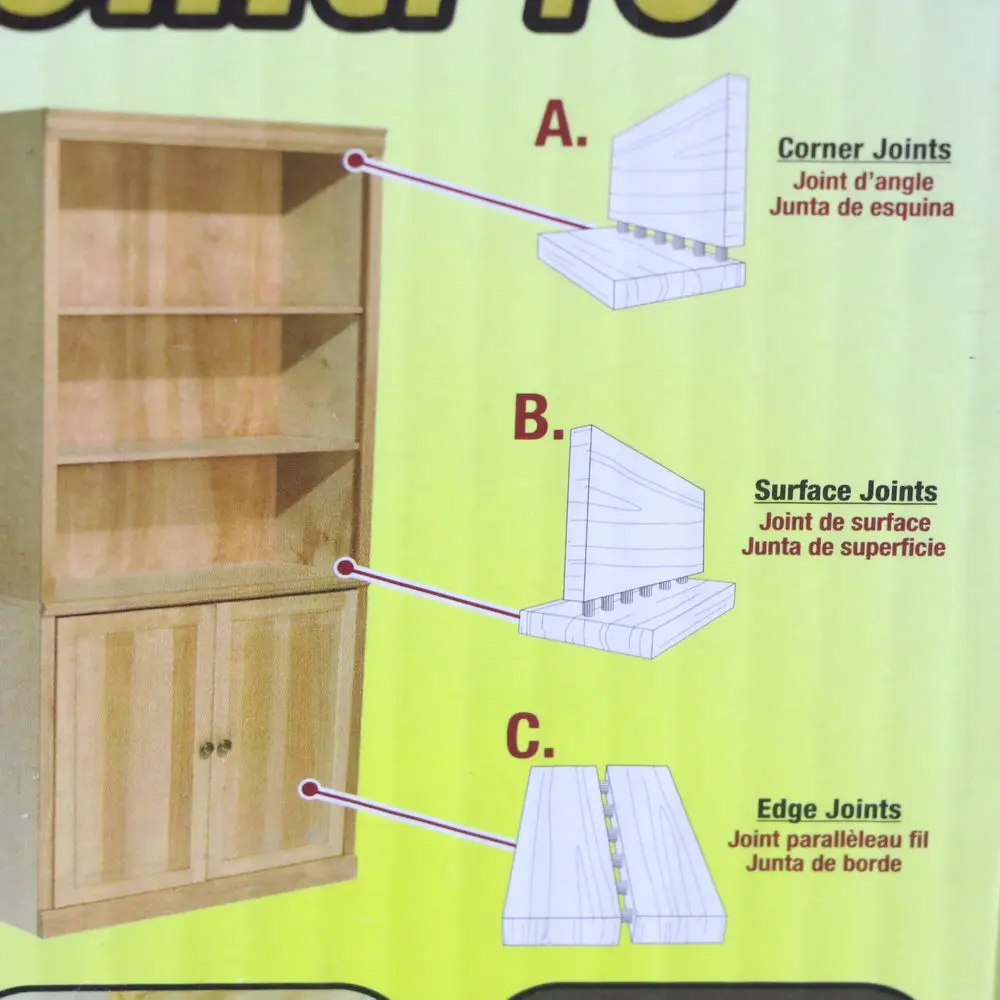 A.
Corner Joints
Joint d'angle
Junta de esquina
B.
Surface Joints
Joint de surface
Junta de superficie
C.
Edge Joints
Joint parallèleau fil
Junta de borde